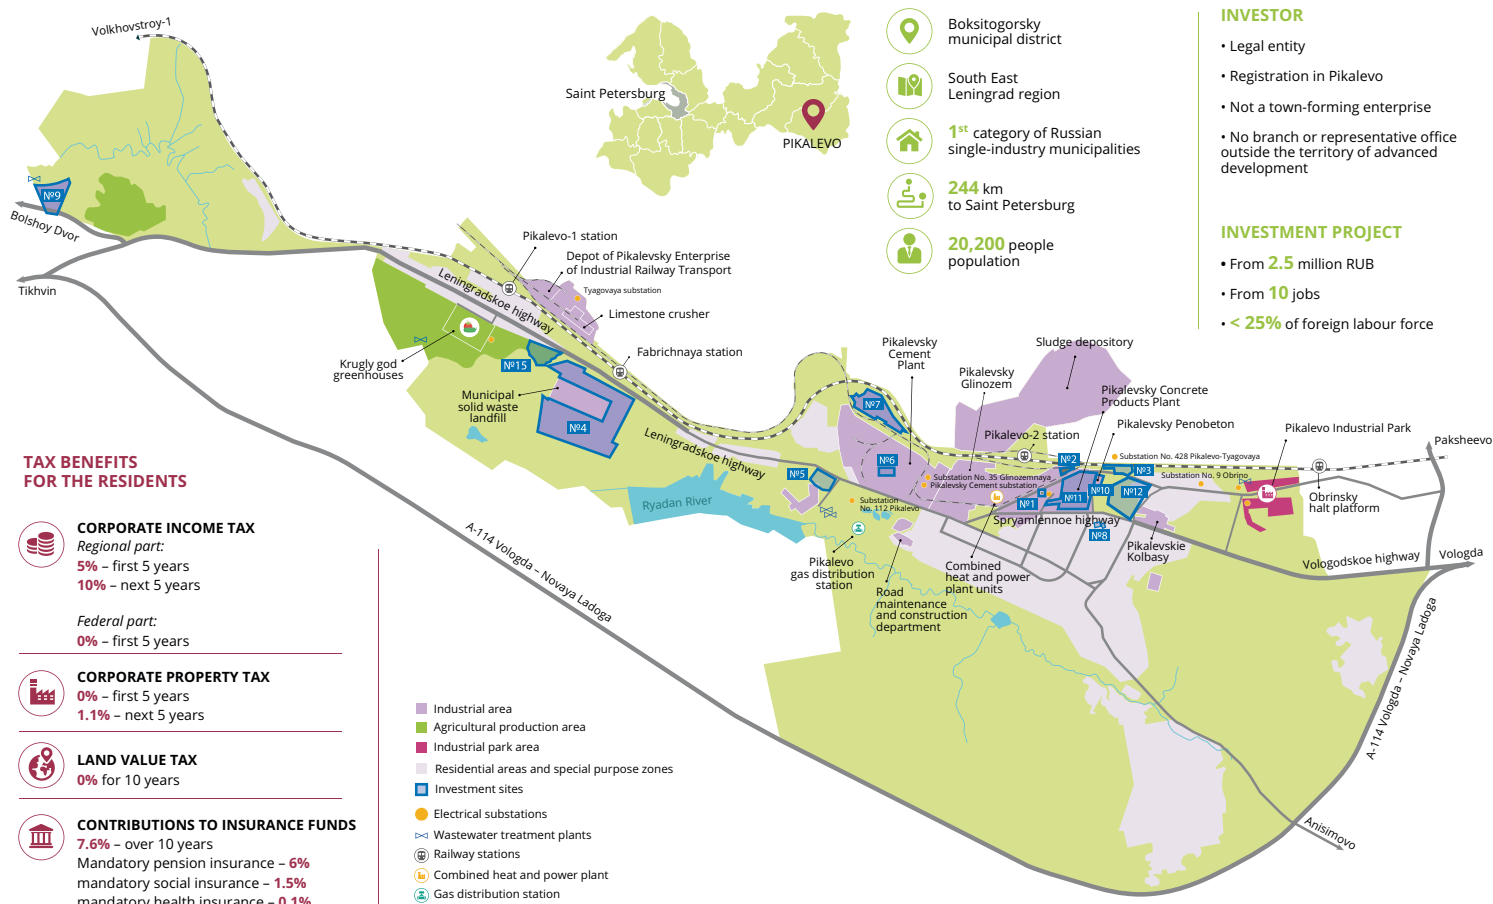 Volkhovstroy-1
Saint Petersburg
PIKALEVO
Boksitogorsky
municipal district
South East
Leningrad region
1st category of Russian
single-industry municipalities
244 km
to Saint Petersburg
20,200 people
population
INVESTOR
• Legal entity
• Registration in Pikalevo
• Not a town-forming enterprise
• No branch or representative office
outside the territory of advanced
development
INVESTMENT PROJECT
• From 2.5 million RUB
• From 10 jobs
• < 25% of foreign labour force
№9
Bolshoy Dvor
Tikhvin
Pikalevo-1 station
Depot of Pikalevsky Enterprise
of Industrial Railway Transport
Tyagovaya substation
Leningradskoe highway
Limestone crusher
Fabrichnaya station
Krugly god
greenhouses
№15
Municipal
solid waste
landfill
№4
Leningradskoe highway
Pikalevsky
Cement
Plant
Pikalevsky
Glinozem
Sludge depository
Pikalevsky Concrete
Products Plant
Pikalevsky Penobeton
Pikalevo Industrial Park
Paksheevo
№7
Pikalevo-2 station
№6
№5
№2
Substation No. 428 Pikalevo-Tyagovaya
№3
Substation No. 9 Obrino
Substation No. 35 Glinozemnaya
Pikalevsky Cement substation
№1
№11
№10
№12
Obrinsky
halt platform
Substation
No. 112 Pikalevo
Ryadan River
Spryamlennoe highway
№8
Pikalevskie
Kolbasy
Vologodskoe highway
Vologda
Pikalevo
gas distribution
station
Road
maintenance
and construction
department
Combined
heat and power
plant units
A-114 Vologda – Novaya Ladoga
A-114 Vologda – Novaya Ladoga
Anisimovo
TAX BENEFITS
FOR THE RESIDENTS
CORPORATE INCOME TAX
Regional part:
5% – first 5 years
10% – next 5 years
Federal part:
0% – first 5 years
CORPORATE PROPERTY TAX
0% – first 5 years
1.1% – next 5 years
LAND VALUE TAX
0% for 10 years
CONTRIBUTIONS TO INSURANCE FUNDS
7.6% – over 10 years
Mandatory pension insurance – 6%
mandatory social insurance – 1.5%
mandatory health insurance – 0.1%
Industrial area
Agricultural production area
Industrial park area
Residential areas and special purpose zones
Investment sites
Electrical substations
Wastewater treatment plants
Railway stations
Combined heat and power plant
Gas distribution station